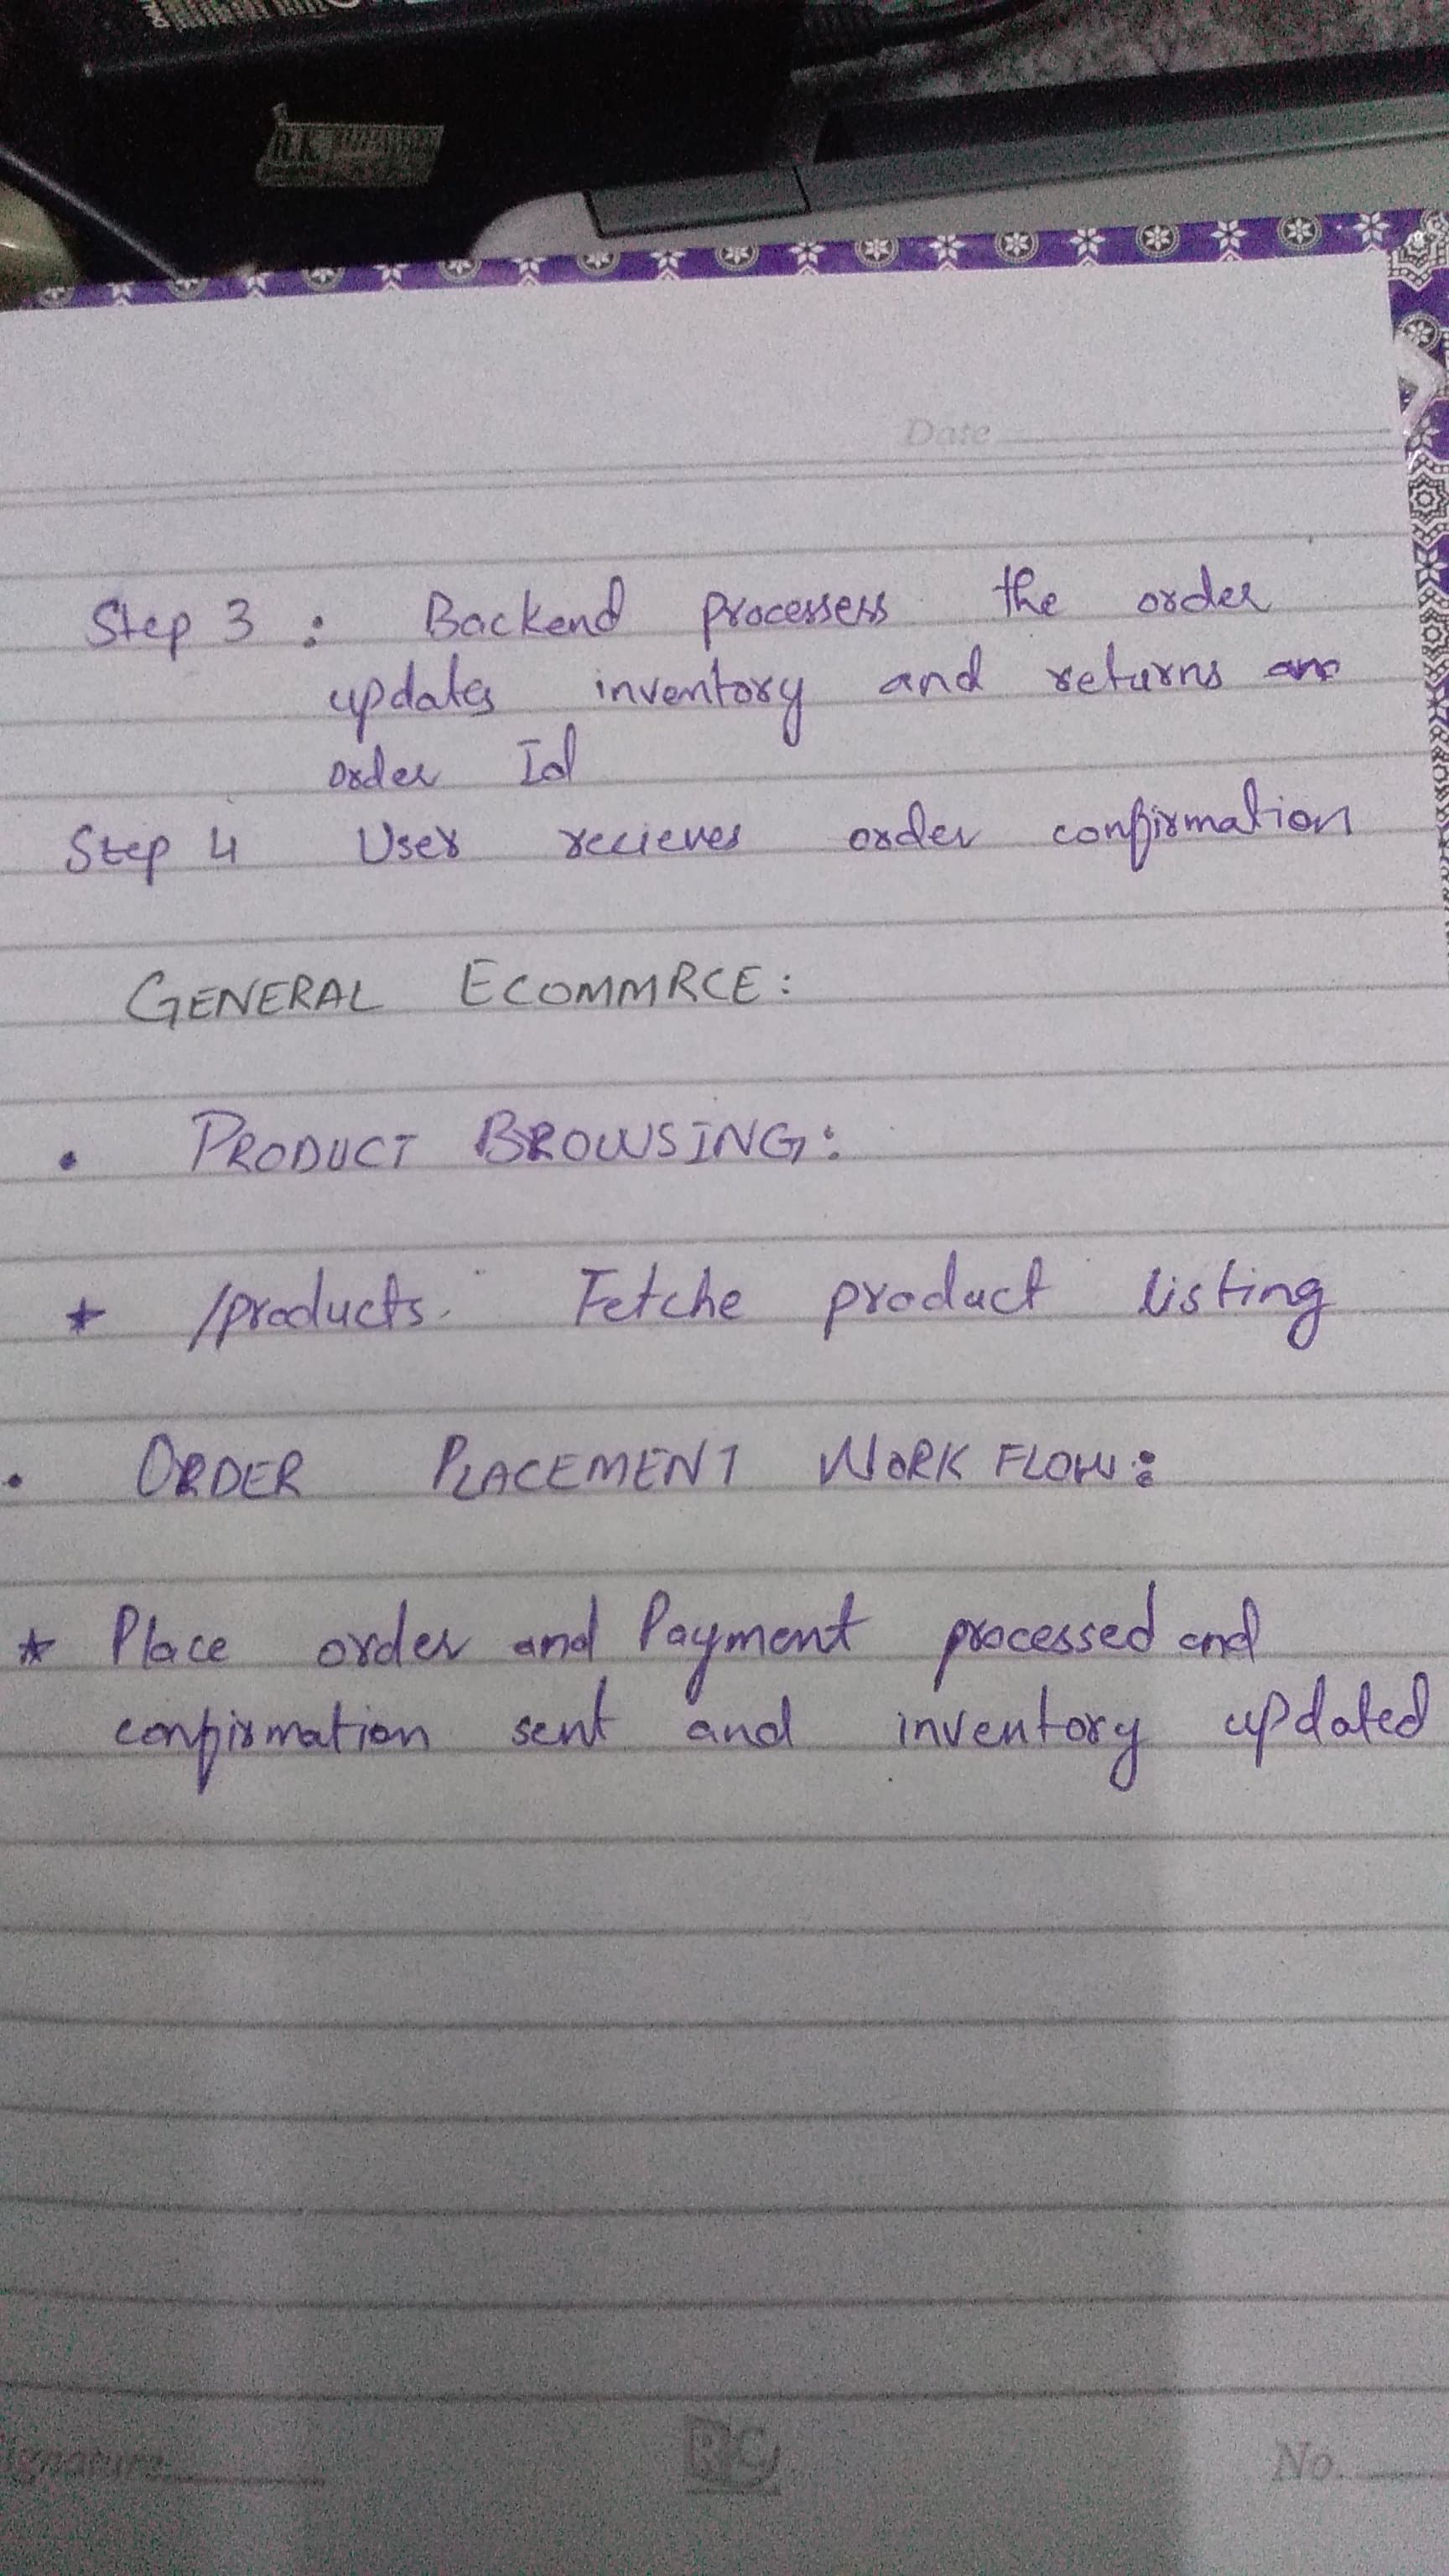 RK
Date
Step 3 : Backend processess the order
updates inventory and returns an
order Id
Step 4 User recieves order confirmation
GENERAL ECOMMRCE:
• PRODUCT BROWSING:
* /products. Fetche product listing
• ORDER PLACEMENT WORK FLOW:
* Place order and Payment processed and
confirmation sent and inventory updated
ignature
RC
No.